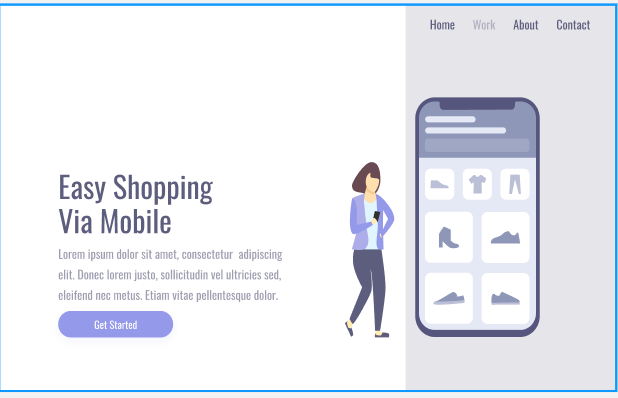 Home Work About Contact
Easy Shopping
Via Mobile
Lorem ipsum dolor sit amet, consectetur adipiscing
elit. Donec lorem justo, sollicitudin vel ultricies sed,
eleifend nec metus. Etiam vitae pellentesque dolor.
Get Started